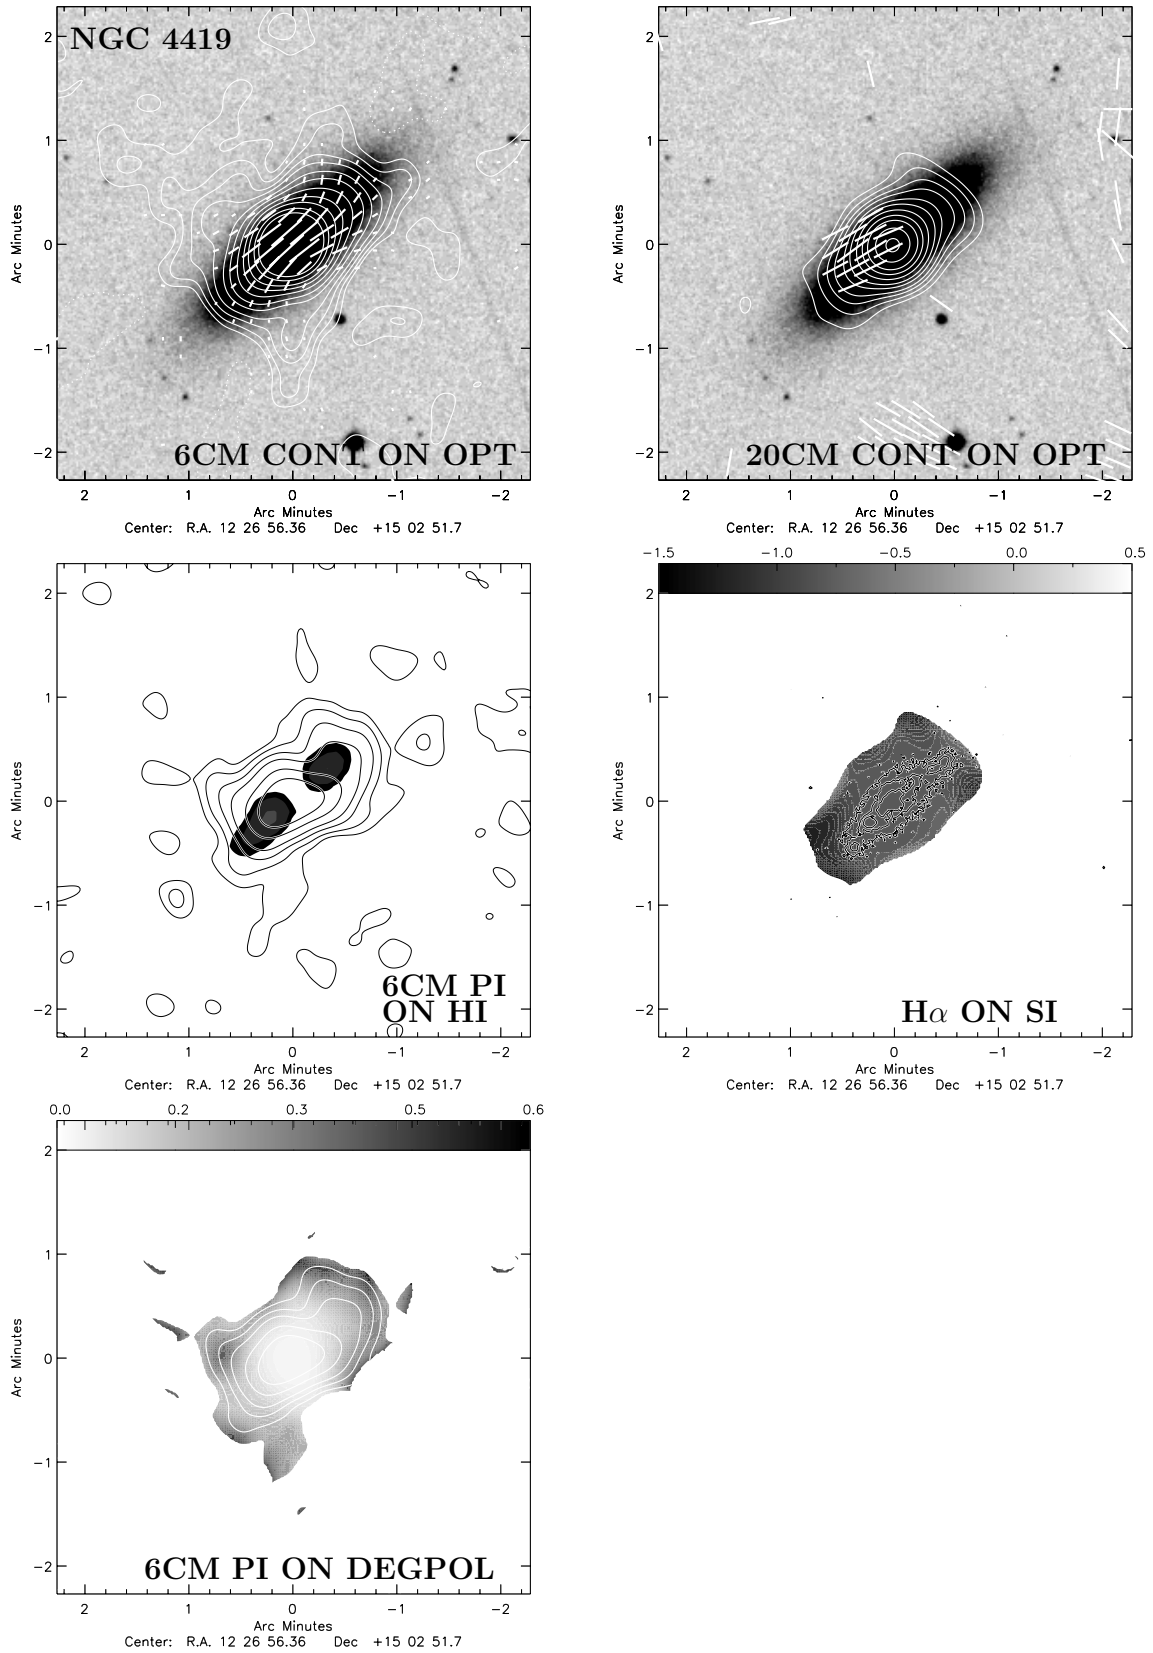 NGC 4419
2
1
0
−1
−2
Arc Minutes
6CM CONT ON OPT
2 1 0 −1 −2
Arc Minutes
Center: R.A. 12 26 56.36 Dec +15 02 51.7
2
1
0
−1
−2
Arc Minutes
20CM CONT ON OPT
2 1 0 −1 −2
Arc Minutes
Center: R.A. 12 26 56.36 Dec +15 02 51.7
2
1
0
−1
−2
Arc Minutes
6CM PI
ON HI
2 1 0 −1 −2
Arc Minutes
Center: R.A. 12 26 56.36 Dec +15 02 51.7
−1.5 −1.0 −0.5 0.0 0.5
2
1
0
−1
−2
Arc Minutes
Hα ON SI
2 1 0 −1 −2
Arc Minutes
Center: R.A. 12 26 56.36 Dec +15 02 51.7
0.0 0.2 0.3 0.5 0.6
2
1
0
−1
−2
Arc Minutes
6CM PI ON DEGPOL
2 1 0 −1 −2
Arc Minutes
Center: R.A. 12 26 56.36 Dec +15 02 51.7